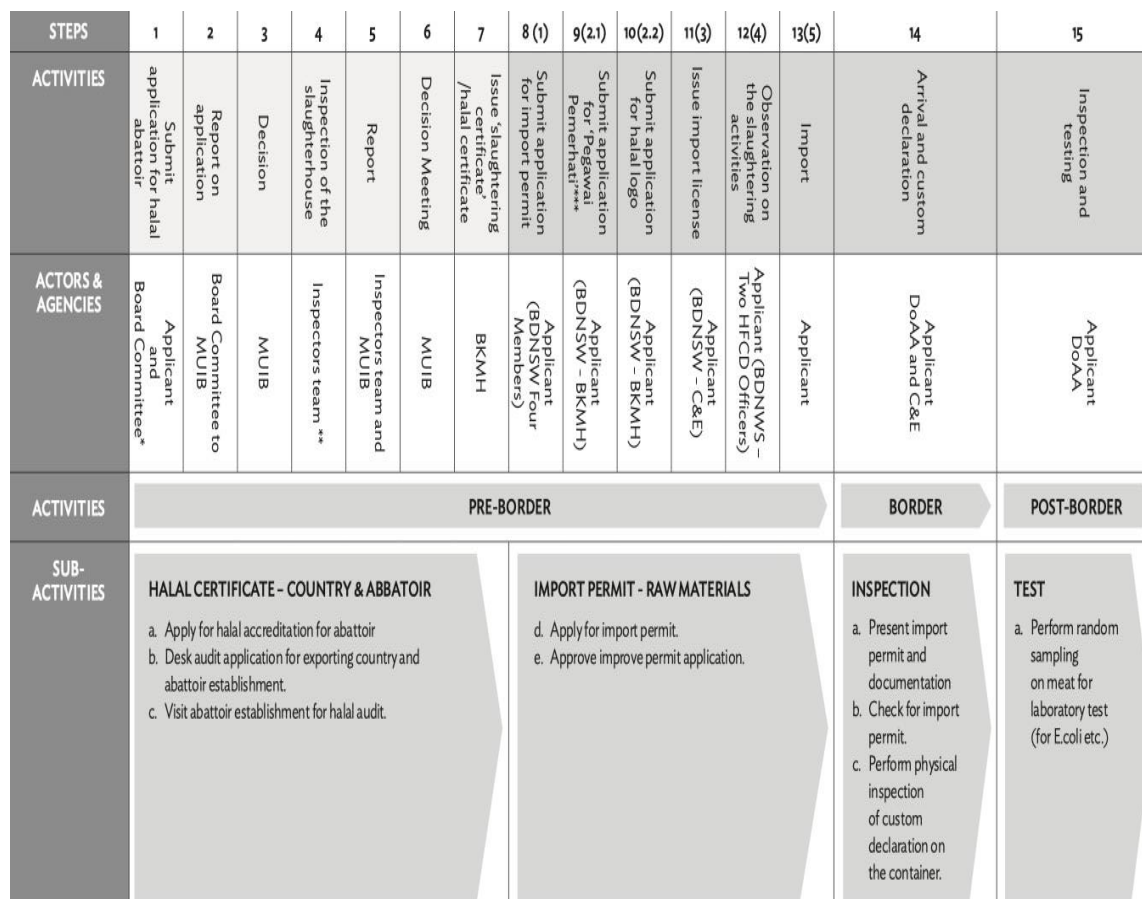 STEPS
1
2
3
4
5
6
7
8 (1)
9(2.1)
10(2.2)
11(3)
12(4)
13(5)
14
15
ACTIVITIES
Submit
application for halal
abattoir
Report on
application
Decision
Inspection of the
slaughterhouse
Report
Decision Meeting
Issue ‘slaughtering
certificate’
/halal certificate
Submit application
for import permit
Submit application
for ‘Pegawai
Pemerhati’***
Submit application
for halal logo
Issue import license
Observation on
the slaughtering
activities
Import
Arrival and custom
declaration
Inspection and
testing
ACTORS &
AGENCIES
Applicant
and
Board Committee*
Board Committee to
MUIB
MUIB
Inspectors team **
Inspectors team and
MUIB
MUIB
BKMH
Applicant
(BDNSW Four
Members)
Applicant
(BDNSW – BKMH)
Applicant
(BDNSW – BKMH)
Applicant
(BDNSW – C&E)
Applicant (BDNWS –
Two HFCD Officers)
Applicant
Applicant
DoAA and C&E
Applicant
DoAA
ACTIVITIES
PRE-BORDER
BORDER
POST-BORDER
SUB-
ACTIVITIES
HALAL CERTIFICATE – COUNTRY & ABBATOIR
a. Apply for halal accreditation for abattoir
b. Desk audit application for exporting country and
abattoir establishment.
c. Visit abattoir establishment for halal audit.
IMPORT PERMIT - RAW MATERIALS
d. Apply for import permit.
e. Approve improve permit application.
INSPECTION
a. Present import
permit and
documentation
b. Check for import
permit.
c. Perform physical
inspection
of custom
declaration on
the container.
TEST
a. Perform random
sampling
on meat for
laboratory test
(for E.coli etc.)